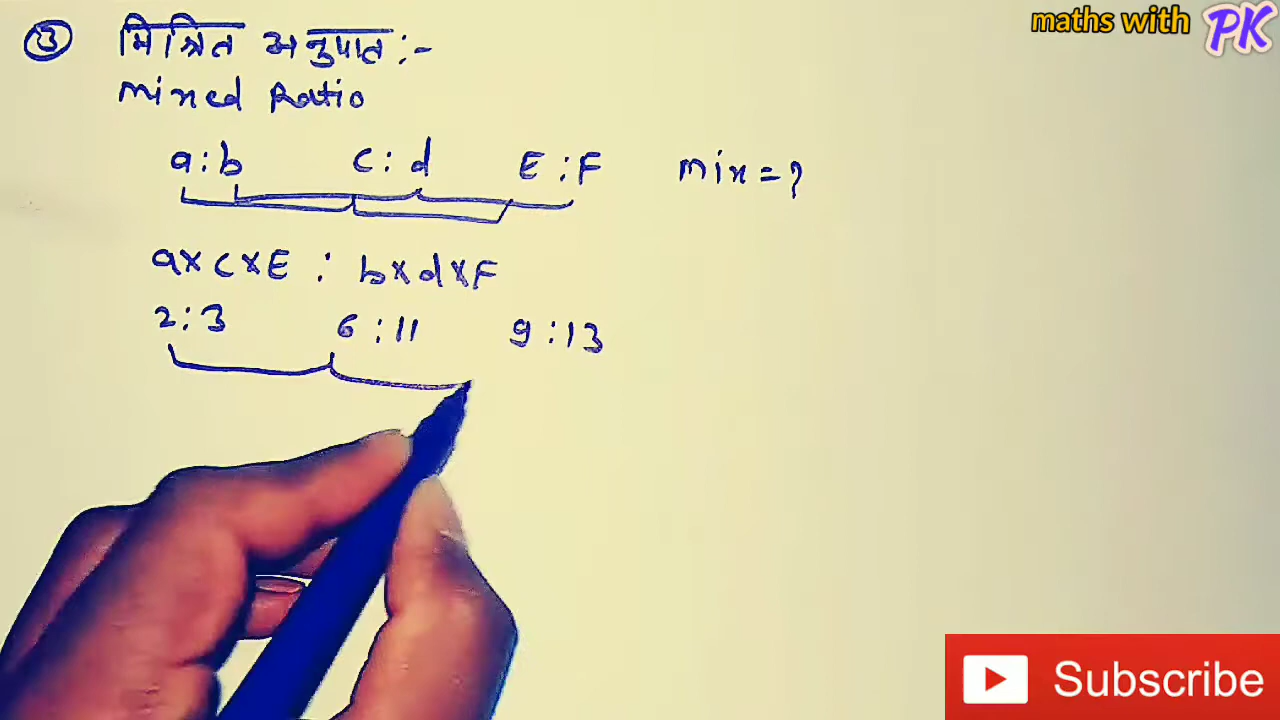 maths with PK
③ मिश्रित अनुपात :-
mixed Ratio
a:b C:d E:F mix=?
a×C×E : b×d×F
2:3 6:11 9:13
Subscribe